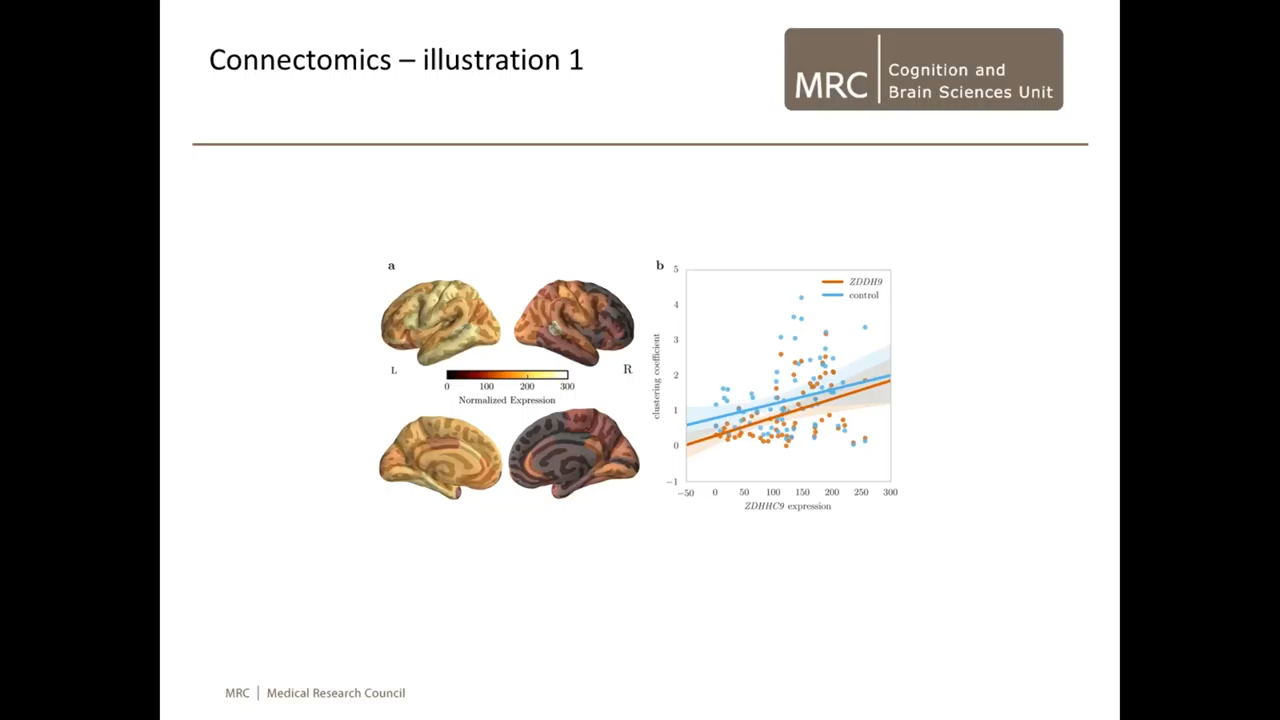 Connectomics – illustration 1
MRC
Cognition and
Brain Sciences Unit
a
L
R
0 100 200 300
Normalized Expression
b
5
4
3
2
1
0
−1
clustering coefficient
ZDDH9
control
−50 0 50 100 150 200 250 300
ZDHHC9 expression
MRC | Medical Research Council